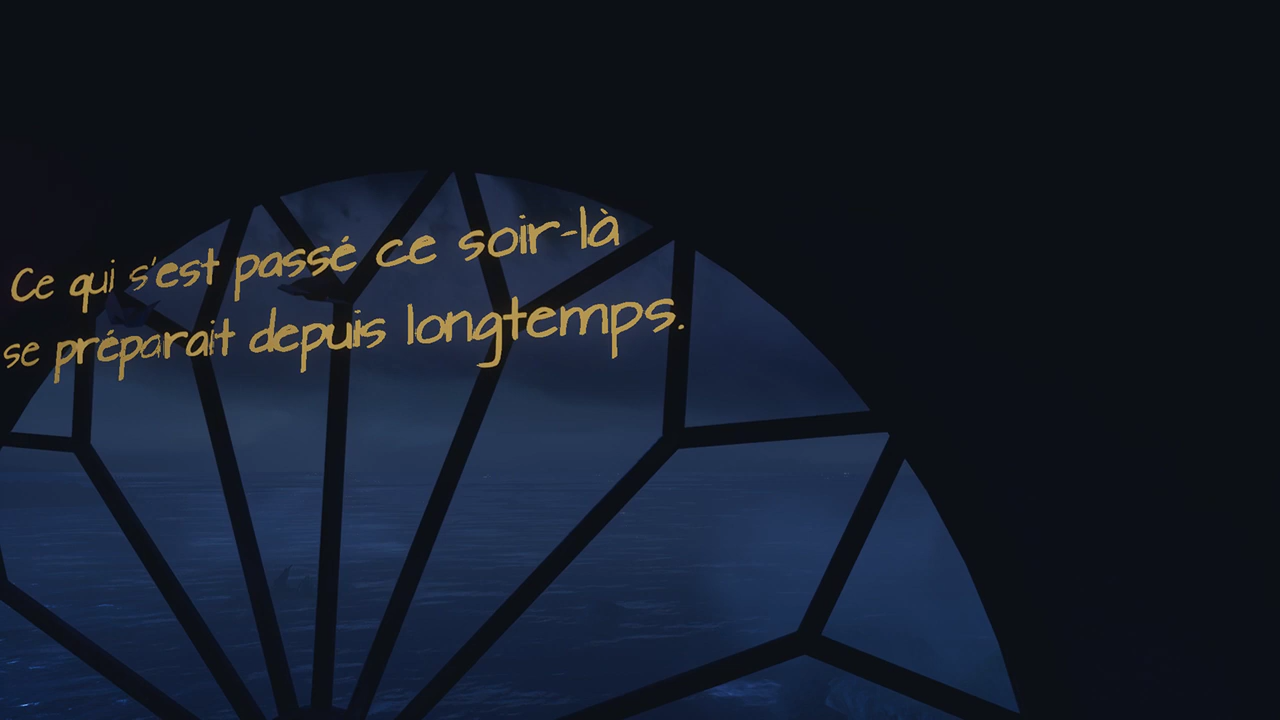 Ce qui s'est passé ce soir-là
se préparait depuis longtemps.